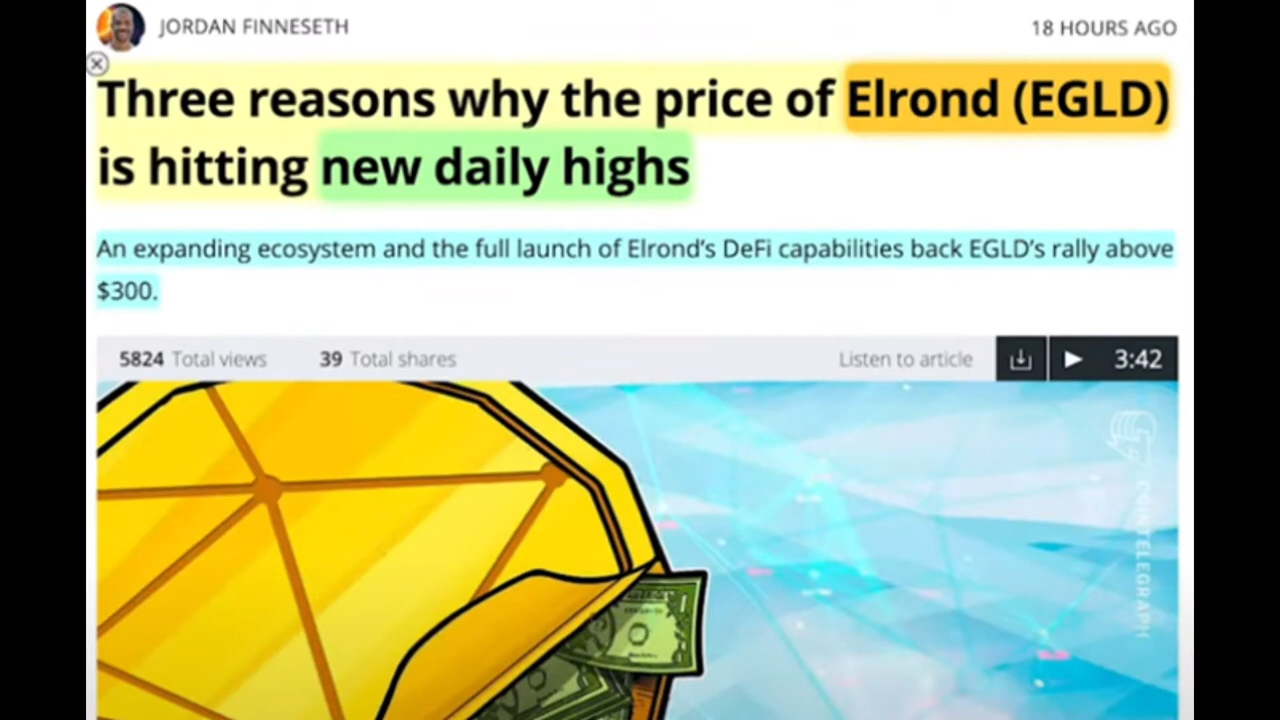 JORDAN FINNESETH
18 HOURS AGO
Three reasons why the price of Elrond (EGLD)
is hitting new daily highs
An expanding ecosystem and the full launch of Elrond's DeFi capabilities back EGLD's rally above
$300.
5824 Total views 39 Total shares Listen to article 3:42
COINTELEGRAPH